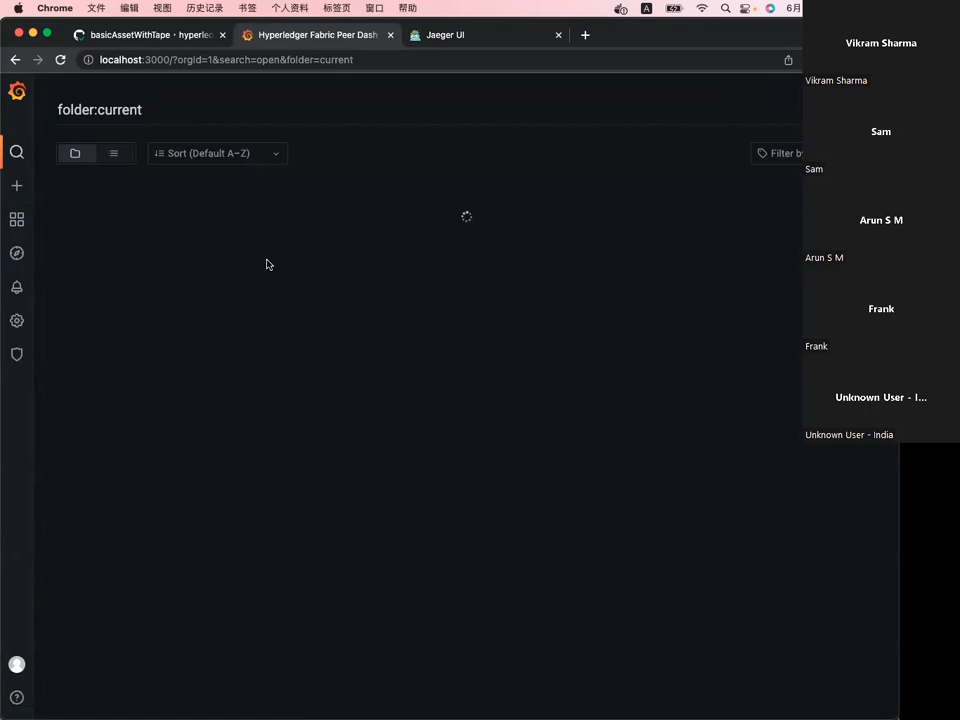 Chrome 文件 编辑 视图 历史记录 书签 个人资料 标签页 窗口 帮助 A 6月
basicAssetWithTape · hyperled
Hyperledger Fabric Peer Dash
Jaeger UI
localhost:3000/?orgId=1&search=open&folder=current
folder:current
Sort (Default A–Z)
Filter by
Vikram Sharma
Vikram Sharma
Sam
Sam
Arun S M
Arun S M
Frank
Frank
Unknown User - I...
Unknown User - India